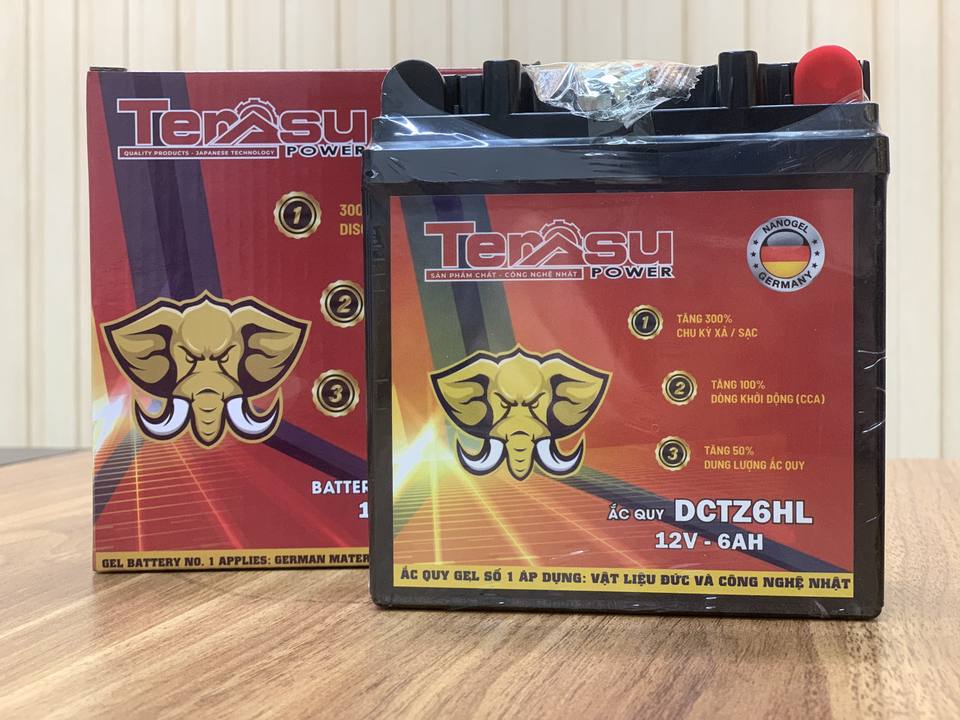 Terasu
QUALITY PRODUCTS - JAPANESE TECHNOLOGY
POWER
1
300
2
3
GEL BATTERY NO. 1 APPLIES: GERMAN
Terasu
SẢN PHẨM CHẤT - CÔNG NGHỆ NHẬT
POWER
NANOGEL
GERMANY
1
TĂNG 300%
CHU KỲ XẢ / SẠC
2
TĂNG 100%
DÒNG KHỞI ĐỘNG (CCA)
3
TĂNG 50%
DUNG LƯỢNG ẮC QUY
ẮC QUY DCTZ6HL
12V - 6AH
ẮC QUY GEL SỐ 1 ÁP DỤNG: VẬT LIỆU ĐỨC VÀ CÔNG NGHỆ NHẬT